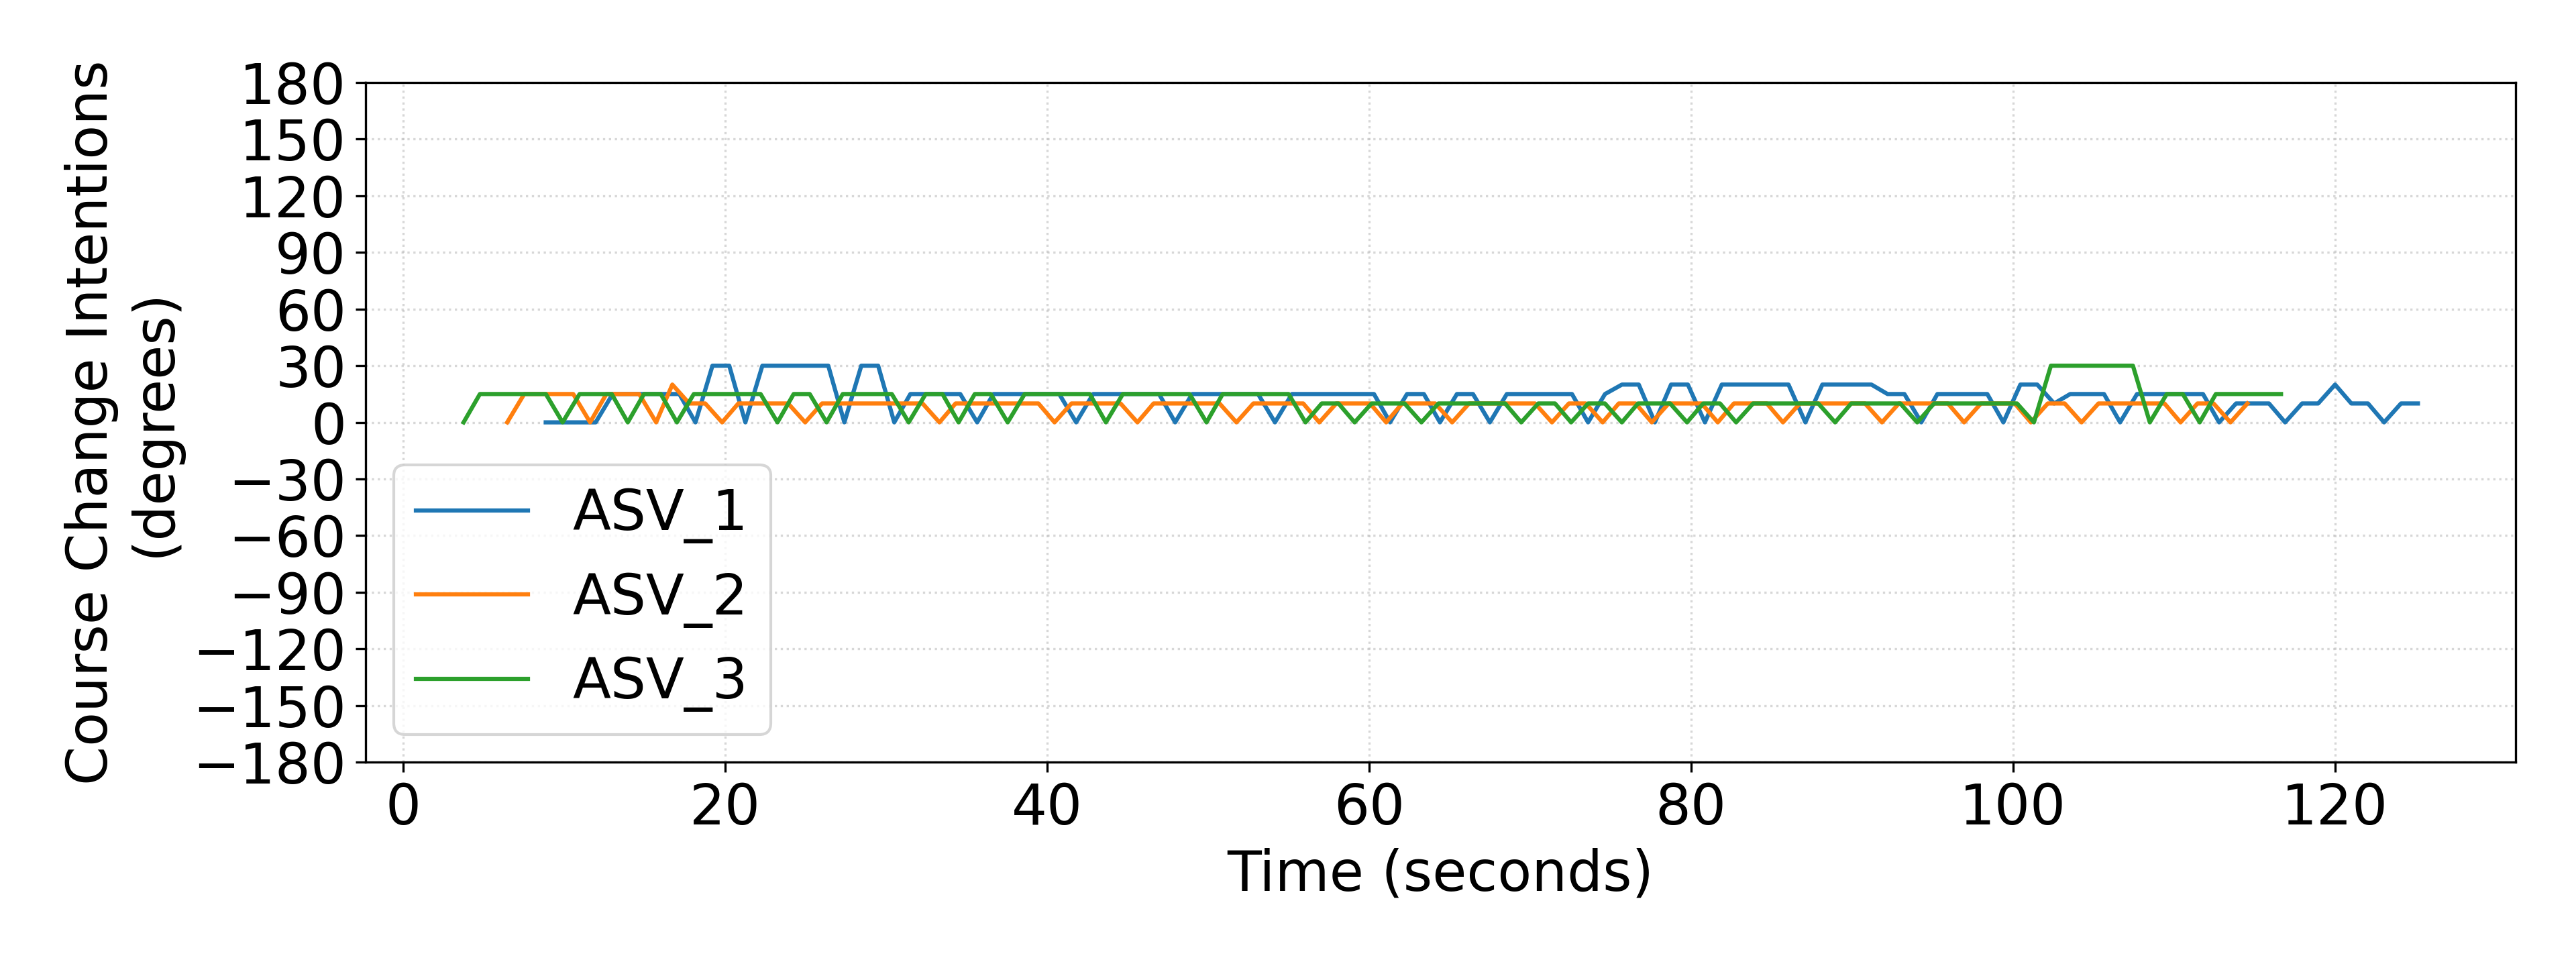 Course Change Intentions
(degrees)
180
150
120
90
60
30
0
−30
−60
−90
−120
−150
−180
ASV_1
ASV_2
ASV_3
0 20 40 60 80 100 120
Time (seconds)